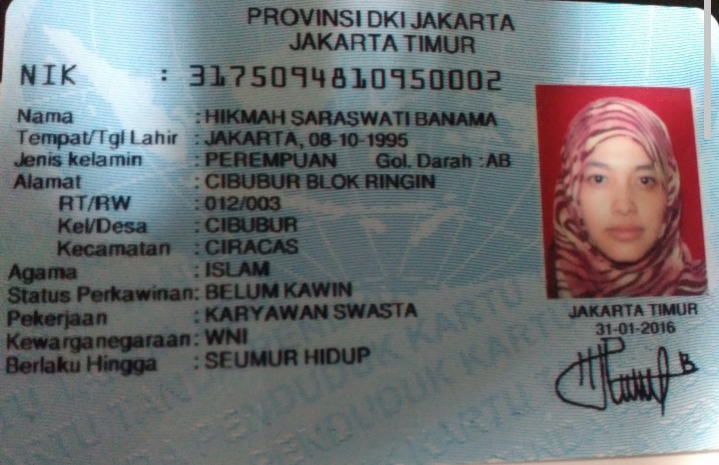 PROVINSI DKI JAKARTA
JAKARTA TIMUR
NIK : 3175094810950002
Nama : HIKMAH SARASWATI BANAMA
Tempat/Tgl Lahir : JAKARTA, 08-10-1995
Jenis kelamin : PEREMPUAN Gol. Darah : AB
Alamat : CIBUBUR BLOK RINGIN
RT/RW : 012/003
Kel/Desa : CIBUBUR
Kecamatan : CIRACAS
Agama : ISLAM
Status Perkawinan: BELUM KAWIN
Pekerjaan : KARYAWAN SWASTA
Kewarganegaraan: WNI
Berlaku Hingga : SEUMUR HIDUP
JAKARTA TIMUR
31-01-2016